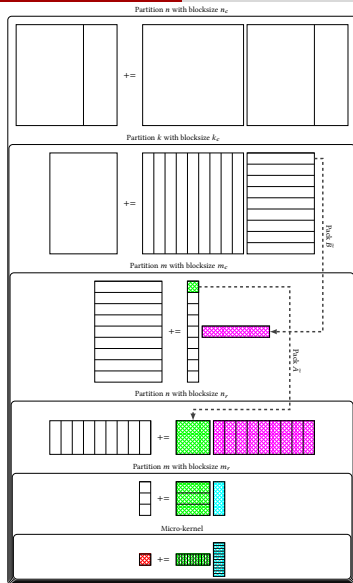 Partition n with blocksize n_c
+=
Partition k with blocksize k_c
+=
Pack B̃
Partition m with blocksize m_c
+=
Pack Ã
Partition n with blocksize n_r
+=
Partition m with blocksize m_r
+=
Micro-kernel
+=